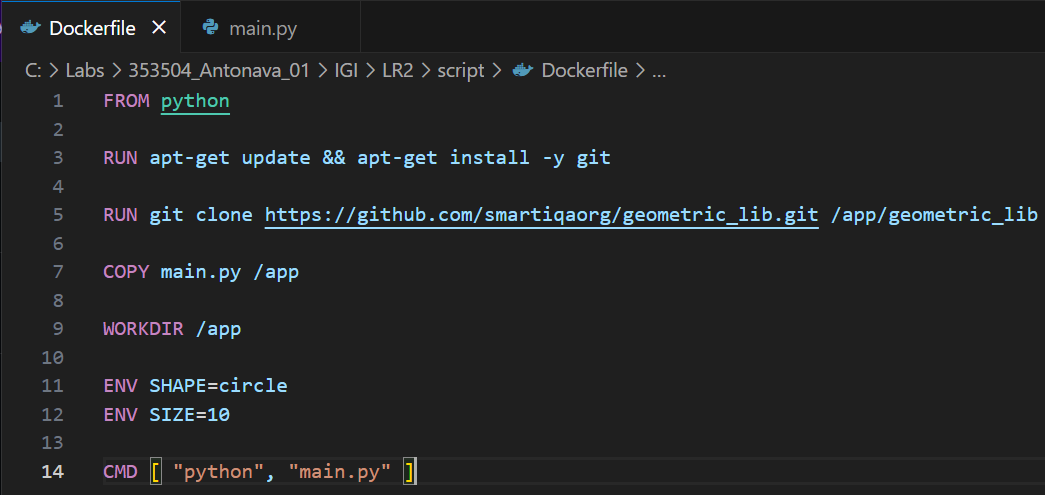 Dockerfile main.py
C: > Labs > 353504_Antonava_01 > IGI > LR2 > script > Dockerfile > ...
1 FROM python
2
3 RUN apt-get update && apt-get install -y git
4
5 RUN git clone https://github.com/smartiqaorg/geometric_lib.git /app/geometric_lib
6
7 COPY main.py /app
8
9 WORKDIR /app
10
11 ENV SHAPE=circle
12 ENV SIZE=10
13
14 CMD [ "python", "main.py" ]